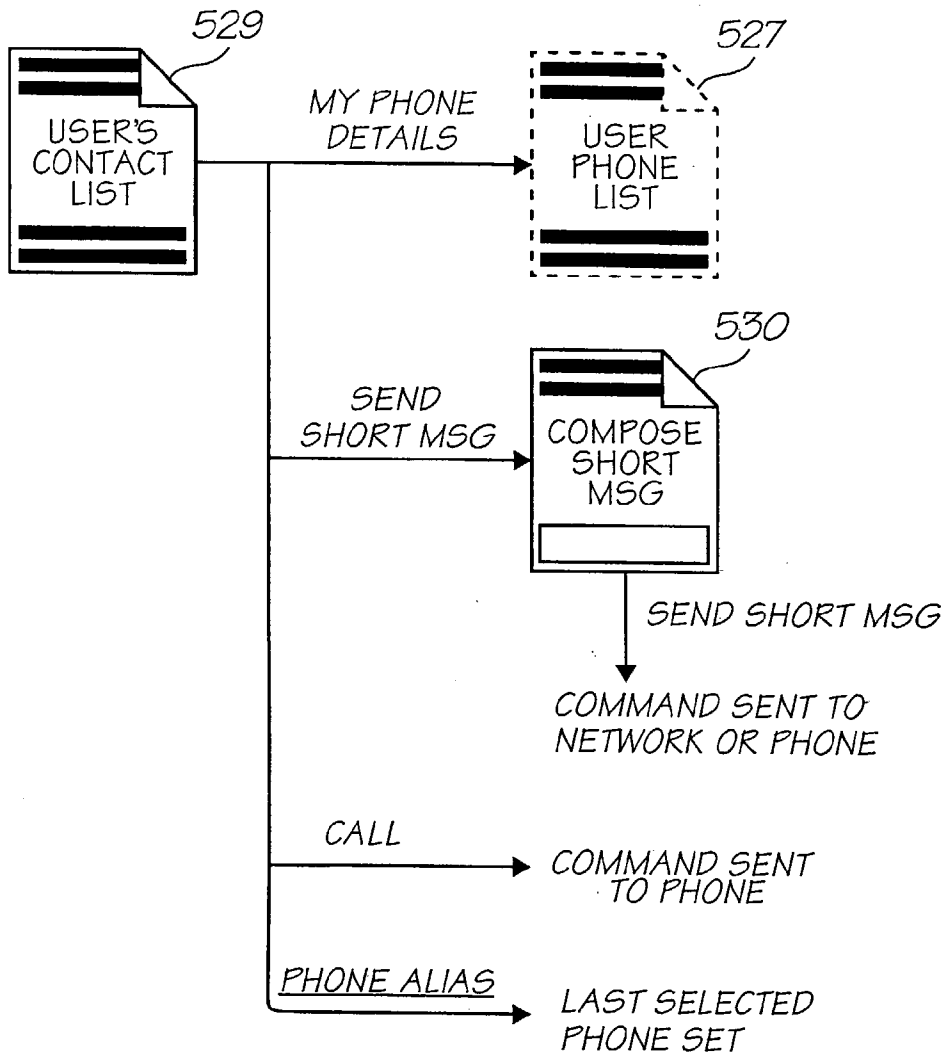 529
USER'S
CONTACT
LIST
MY PHONE
DETAILS
527
USER
PHONE
LIST
530
SEND
SHORT MSG
COMPOSE
SHORT
MSG
SEND SHORT MSG
COMMAND SENT TO
NETWORK OR PHONE
CALL
COMMAND SENT
TO PHONE
PHONE ALIAS
LAST SELECTED
PHONE SET